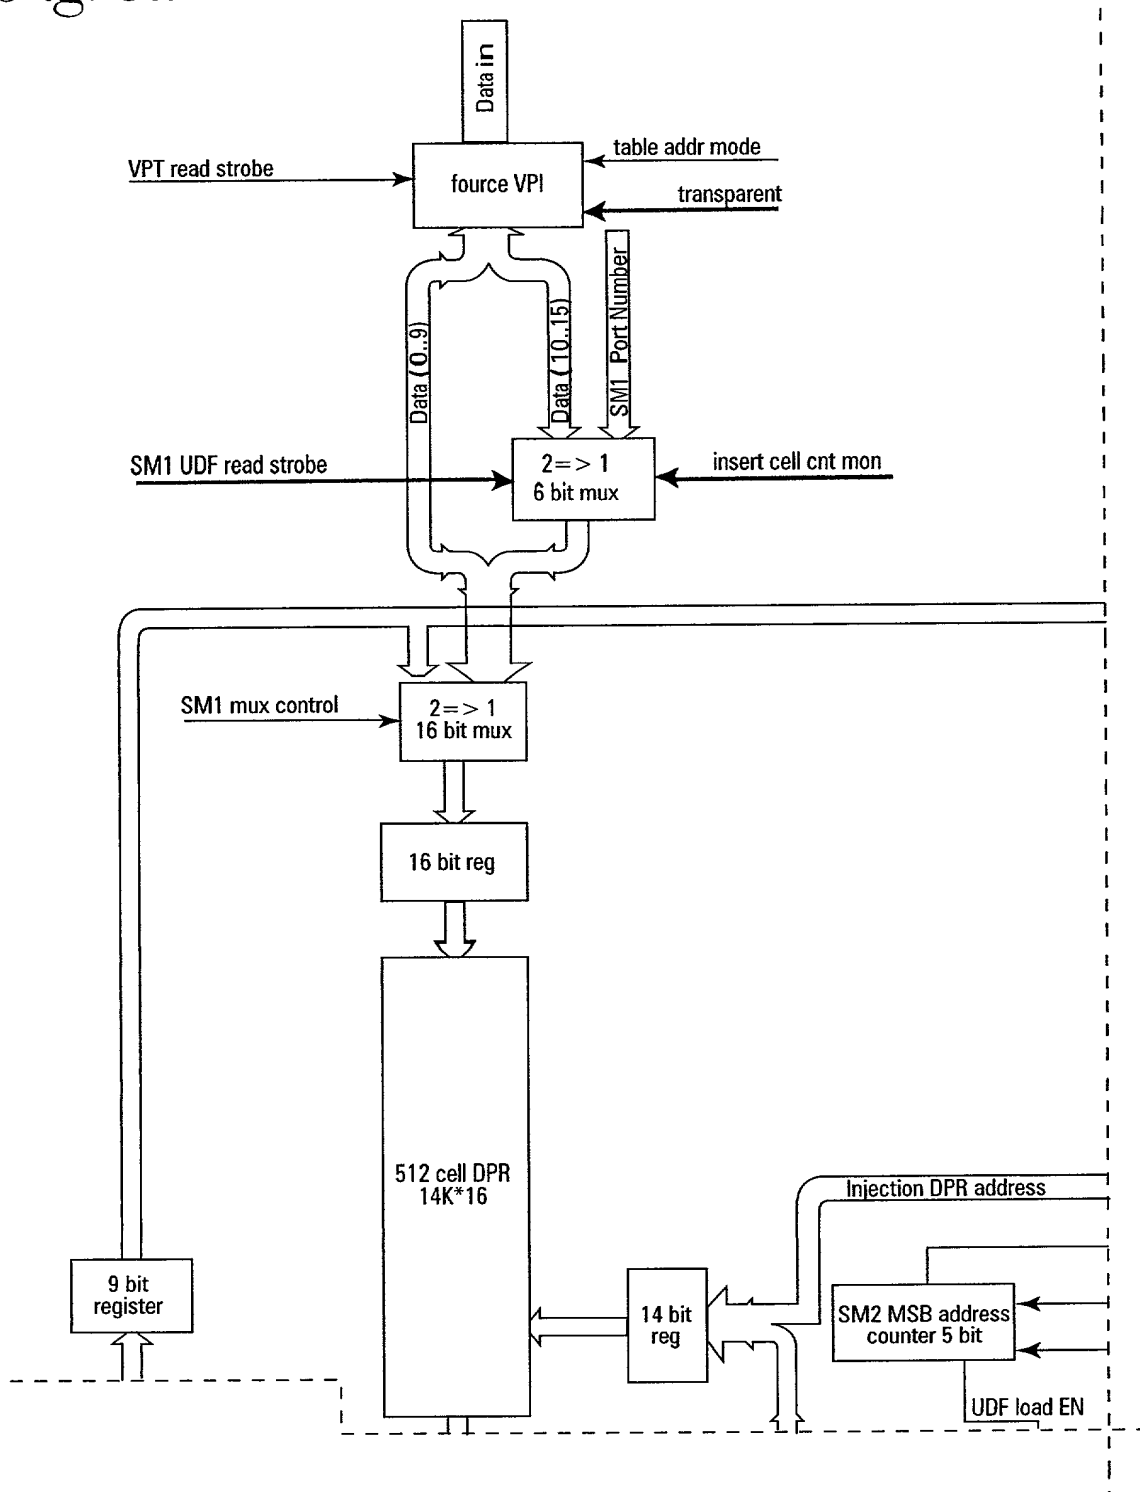 Data in
VPT read strobe
table addr mode
fource VPI
transparent
SM1 Port Number
Data (0..9)
Data (10..15)
SM1 UDF read strobe
2=>1
6 bit mux
insert cell cnt mon
SM1 mux control
2=>1
16 bit mux
16 bit reg
512 cell DPR
14K*16
Injection DPR address
9 bit
register
14 bit
reg
SM2 MSB address
counter 5 bit
UDF load EN